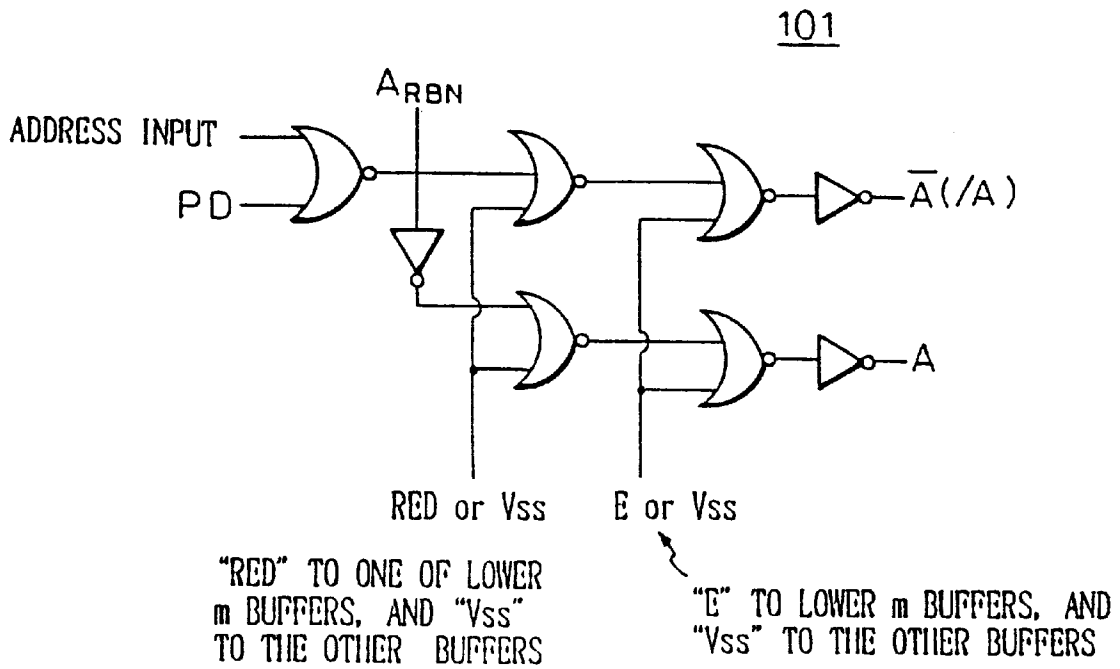 101
A RBN
ADDRESS INPUT
PD
A̅(/A)
A
RED or Vss
E or Vss
"RED" TO ONE OF LOWER
m BUFFERS, AND "Vss"
TO THE OTHER BUFFERS
"E" TO LOWER m BUFFERS, AND
"Vss" TO THE OTHER BUFFERS